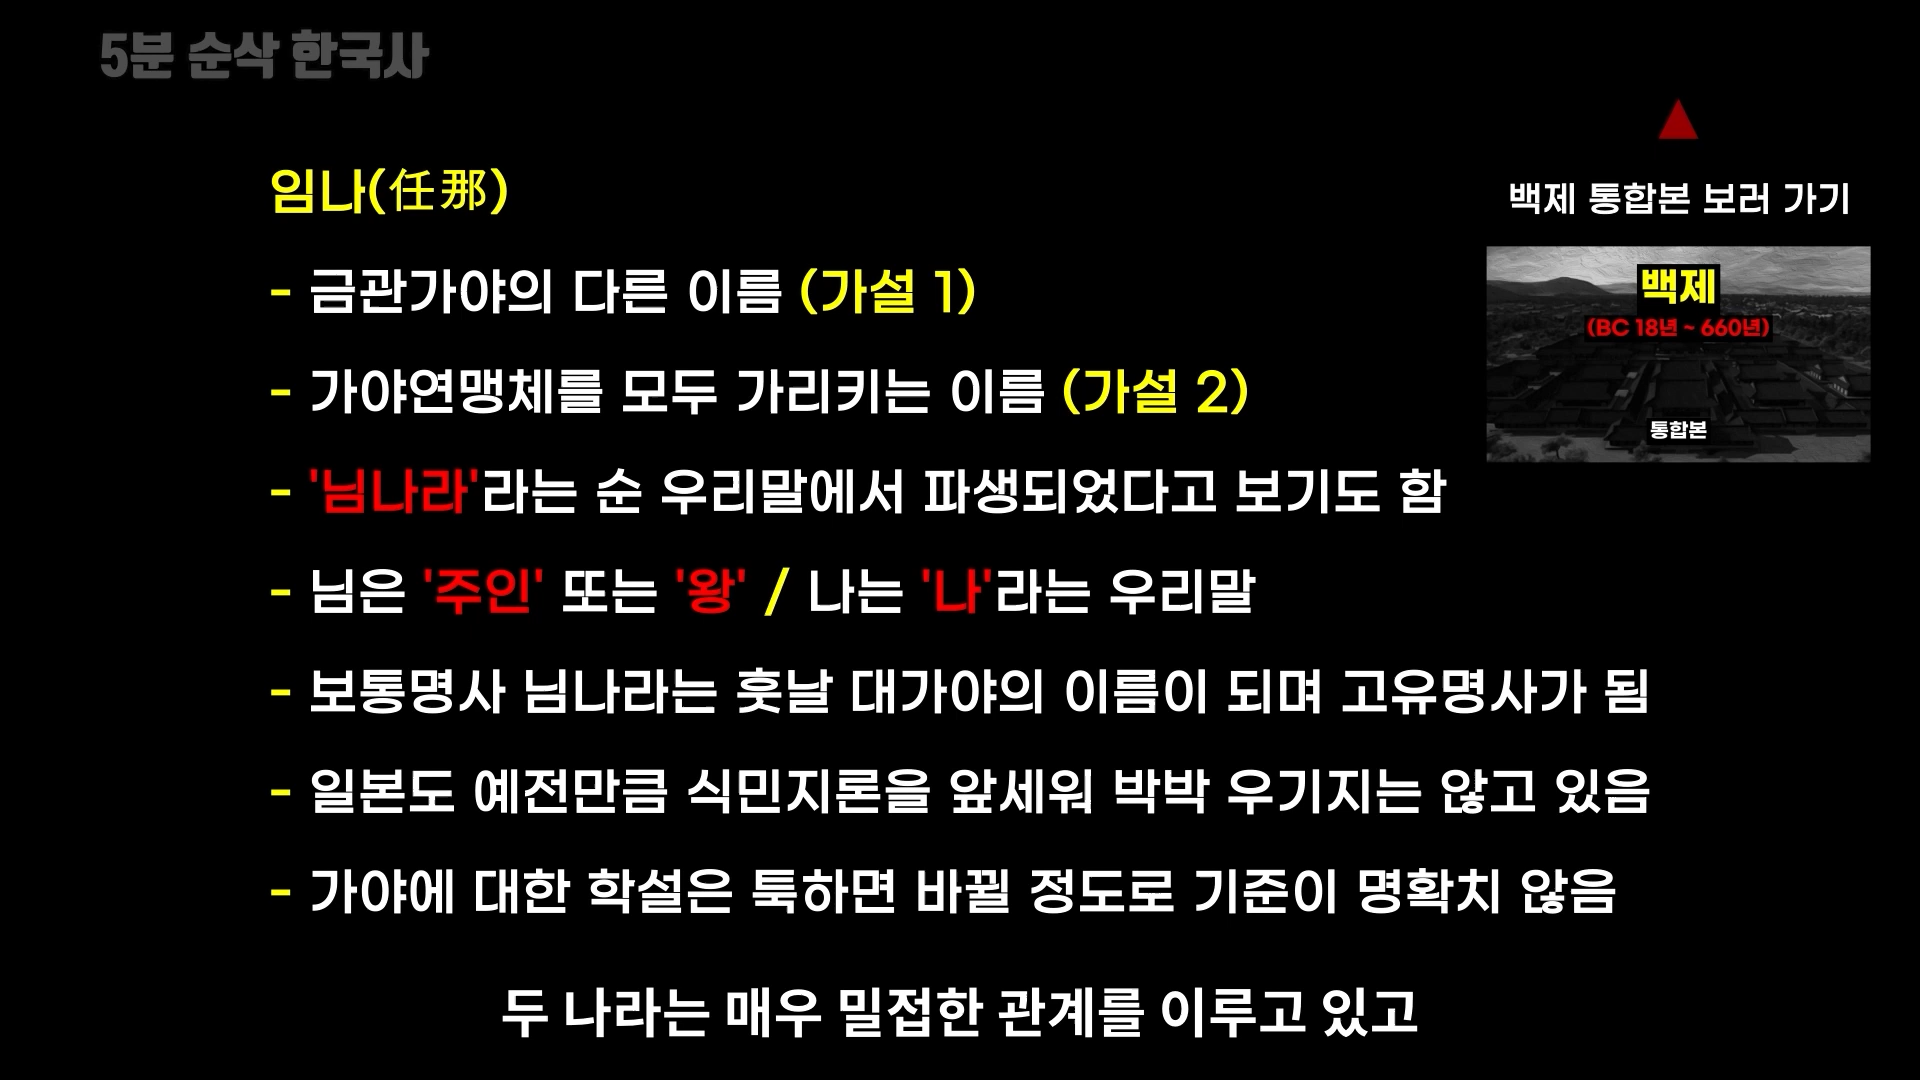 5분 순삭 한국사
▲
백제 통합본 보러 가기
백제
(BC 18년 ~ 660년)
통합본
임나(任那)
- 금관가야의 다른 이름 (가설 1)
- 가야연맹체를 모두 가리키는 이름 (가설 2)
- '님나라'라는 순 우리말에서 파생되었다고 보기도 함
- 님은 '주인' 또는 '왕' / 나는 '나'라는 우리말
- 보통명사 님나라는 훗날 대가야의 이름이 되며 고유명사가 됨
- 일본도 예전만큼 식민지론을 앞세워 박박 우기지는 않고 있음
- 가야에 대한 학설은 툭하면 바뀔 정도로 기준이 명확치 않음
두 나라는 매우 밀접한 관계를 이루고 있고